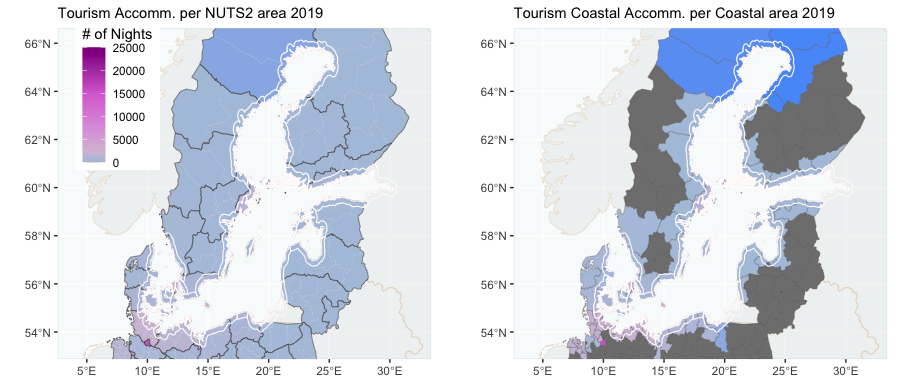 Tourism Accomm. per NUTS2 area 2019
# of Nights
25000
20000
15000
10000
5000
0
66°N
64°N
62°N
60°N
58°N
56°N
54°N
5°E 10°E 15°E 20°E 25°E 30°E
Tourism Coastal Accomm. per Coastal area 2019
66°N
64°N
62°N
60°N
58°N
56°N
54°N
5°E 10°E 15°E 20°E 25°E 30°E